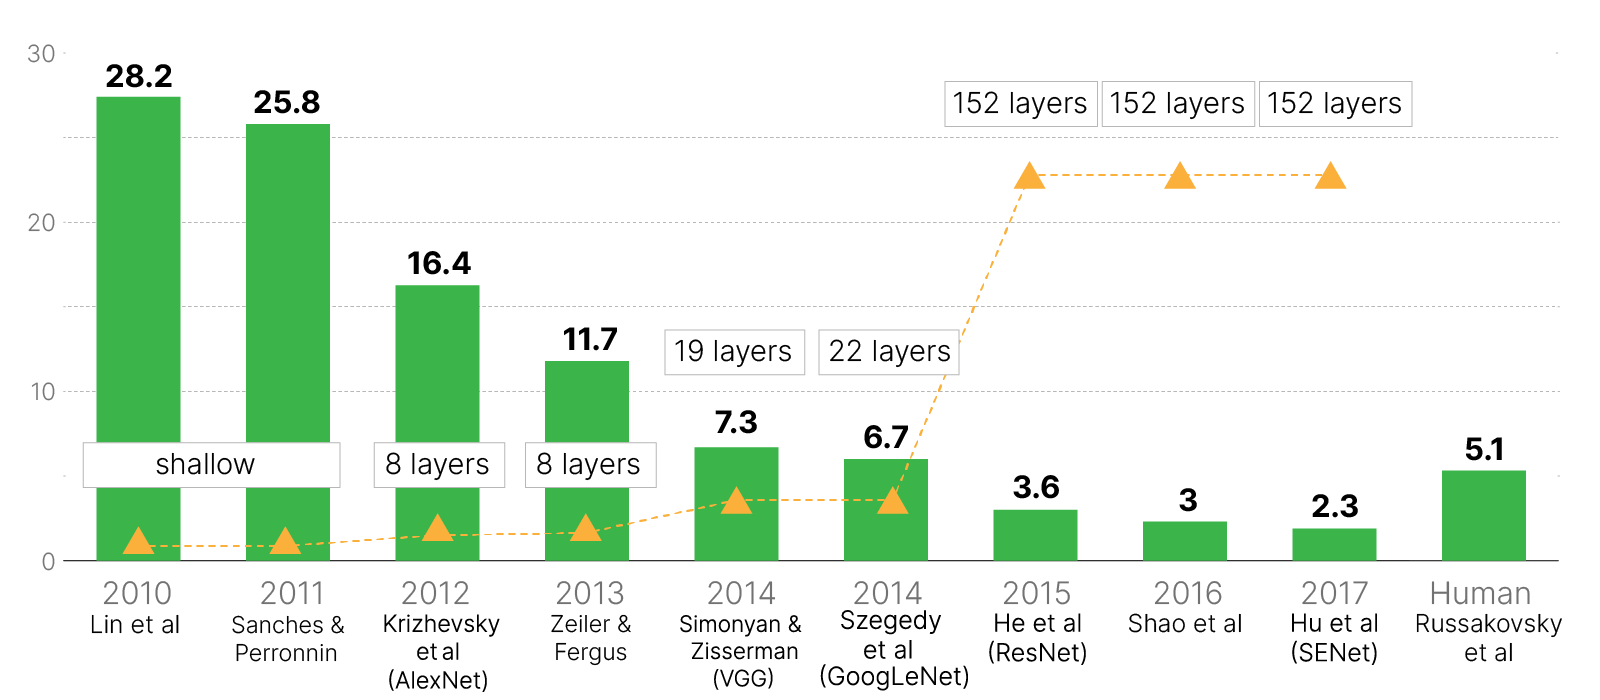 30
28.2
25.8
152 layers 152 layers 152 layers
20
16.4
11.7
19 layers 22 layers
10
7.3
6.7
shallow 8 layers 8 layers
5.1
3.6
3
2.3
0
2010 2011 2012 2013 2014 2014 2015 2016 2017 Human
Lin et al
Sanches &
Perronnin
Krizhevsky
et al
(AlexNet)
Zeiler &
Fergus
Simonyan &
Zisserman
(VGG)
Szegedy
et al
(GoogLeNet)
He et al
(ResNet)
Shao et al
Hu et al
(SENet)
Russakovsky
et al